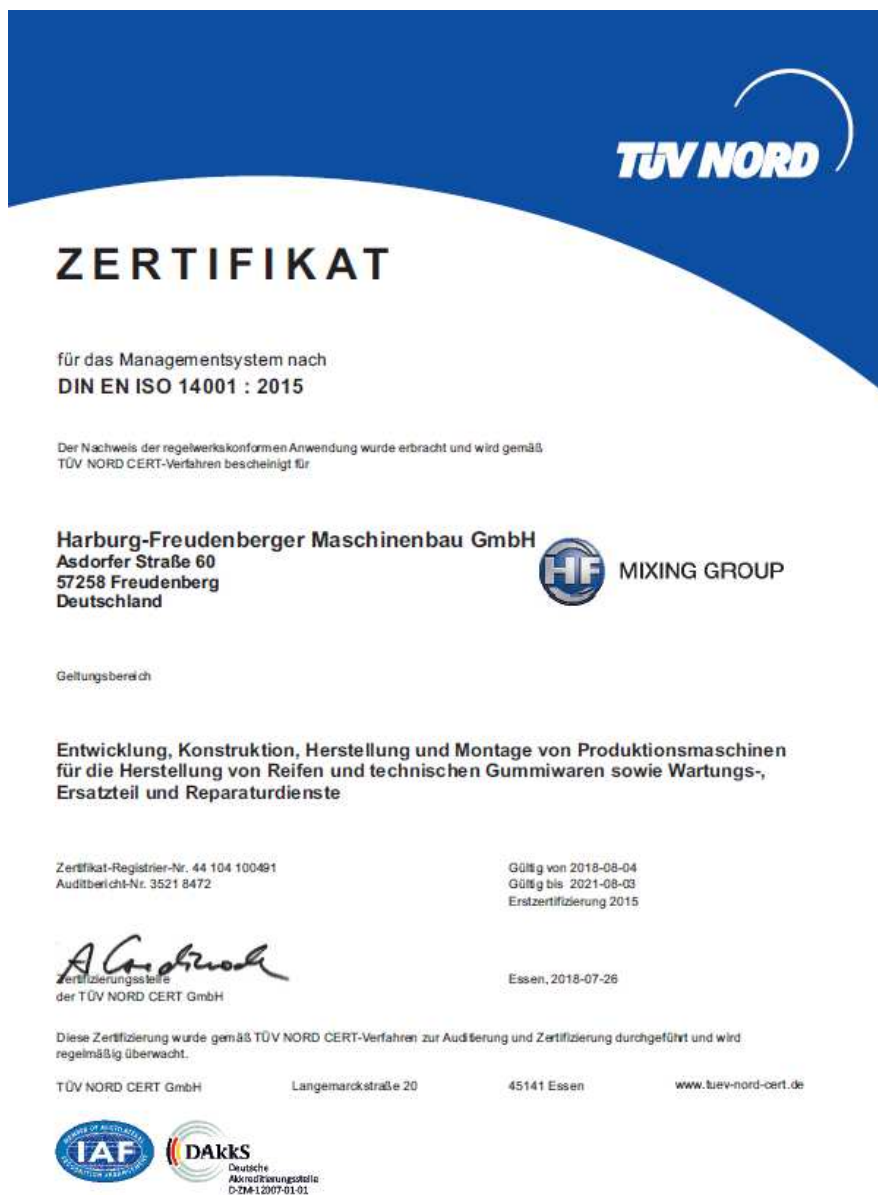 TÜV NORD
ZERTIFIKAT
für das Managementsystem nach
DIN EN ISO 14001 : 2015
Der Nachweis der regelwerkskonformen Anwendung wurde erbracht und wird gemäß
TÜV NORD CERT-Verfahren bescheinigt für
Harburg-Freudenberger Maschinenbau GmbH
Asdorfer Straße 60
57258 Freudenberg
Deutschland
HF MIXING GROUP
Geltungsbereich
Entwicklung, Konstruktion, Herstellung und Montage von Produktionsmaschinen
für die Herstellung von Reifen und technischen Gummiwaren sowie Wartungs-,
Ersatzteil und Reparaturdienste
Zertifikat-Registrier-Nr. 44 104 100491
Auditbericht-Nr. 3521 8472
Gültig von 2018-08-04
Gültig bis 2021-08-03
Erstzertifizierung 2015
Zertifizierungsstelle
der TÜV NORD CERT GmbH
Essen, 2018-07-26
Diese Zertifizierung wurde gemäß TÜV NORD CERT-Verfahren zur Auditierung und Zertifizierung durchgeführt und wird
regelmäßig überwacht.
TÜV NORD CERT GmbH Langemarckstraße 20 45141 Essen www.tuev-nord-cert.de
IAF
DAkkS
Deutsche
Akkreditierungsstelle
D-ZM-12007-01-01